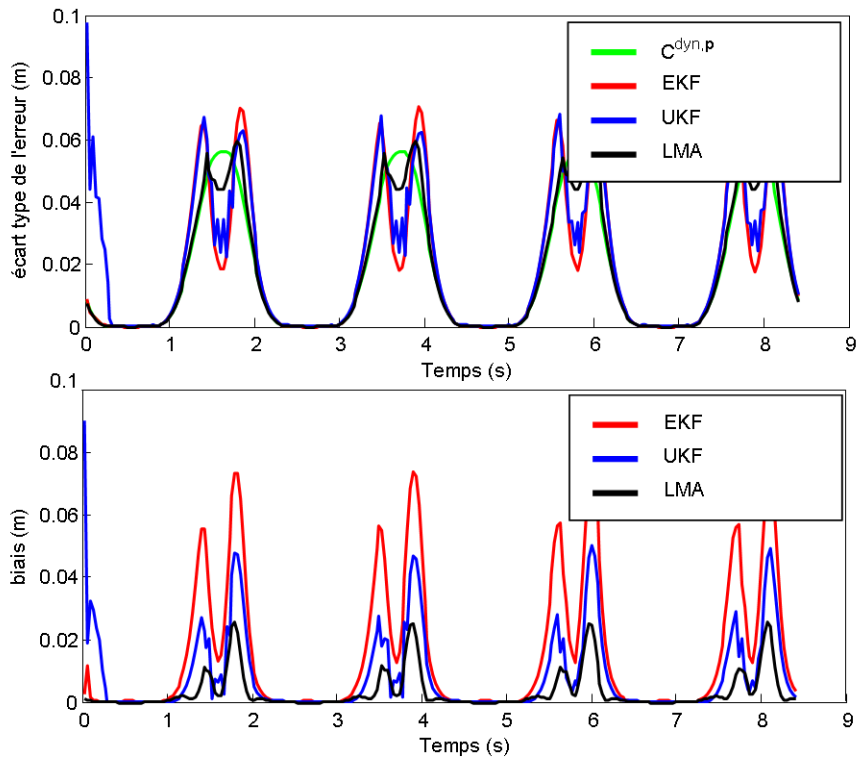 0.1
0.08
0.06
0.04
0.02
0
écart type de l'erreur (m)
C^dyn,p
EKF
UKF
LMA
0 1 2 3 4 5 6 7 8 9
Temps (s)
0.1
0.08
0.06
0.04
0.02
0
biais (m)
EKF
UKF
LMA
0 1 2 3 4 5 6 7 8 9
Temps (s)